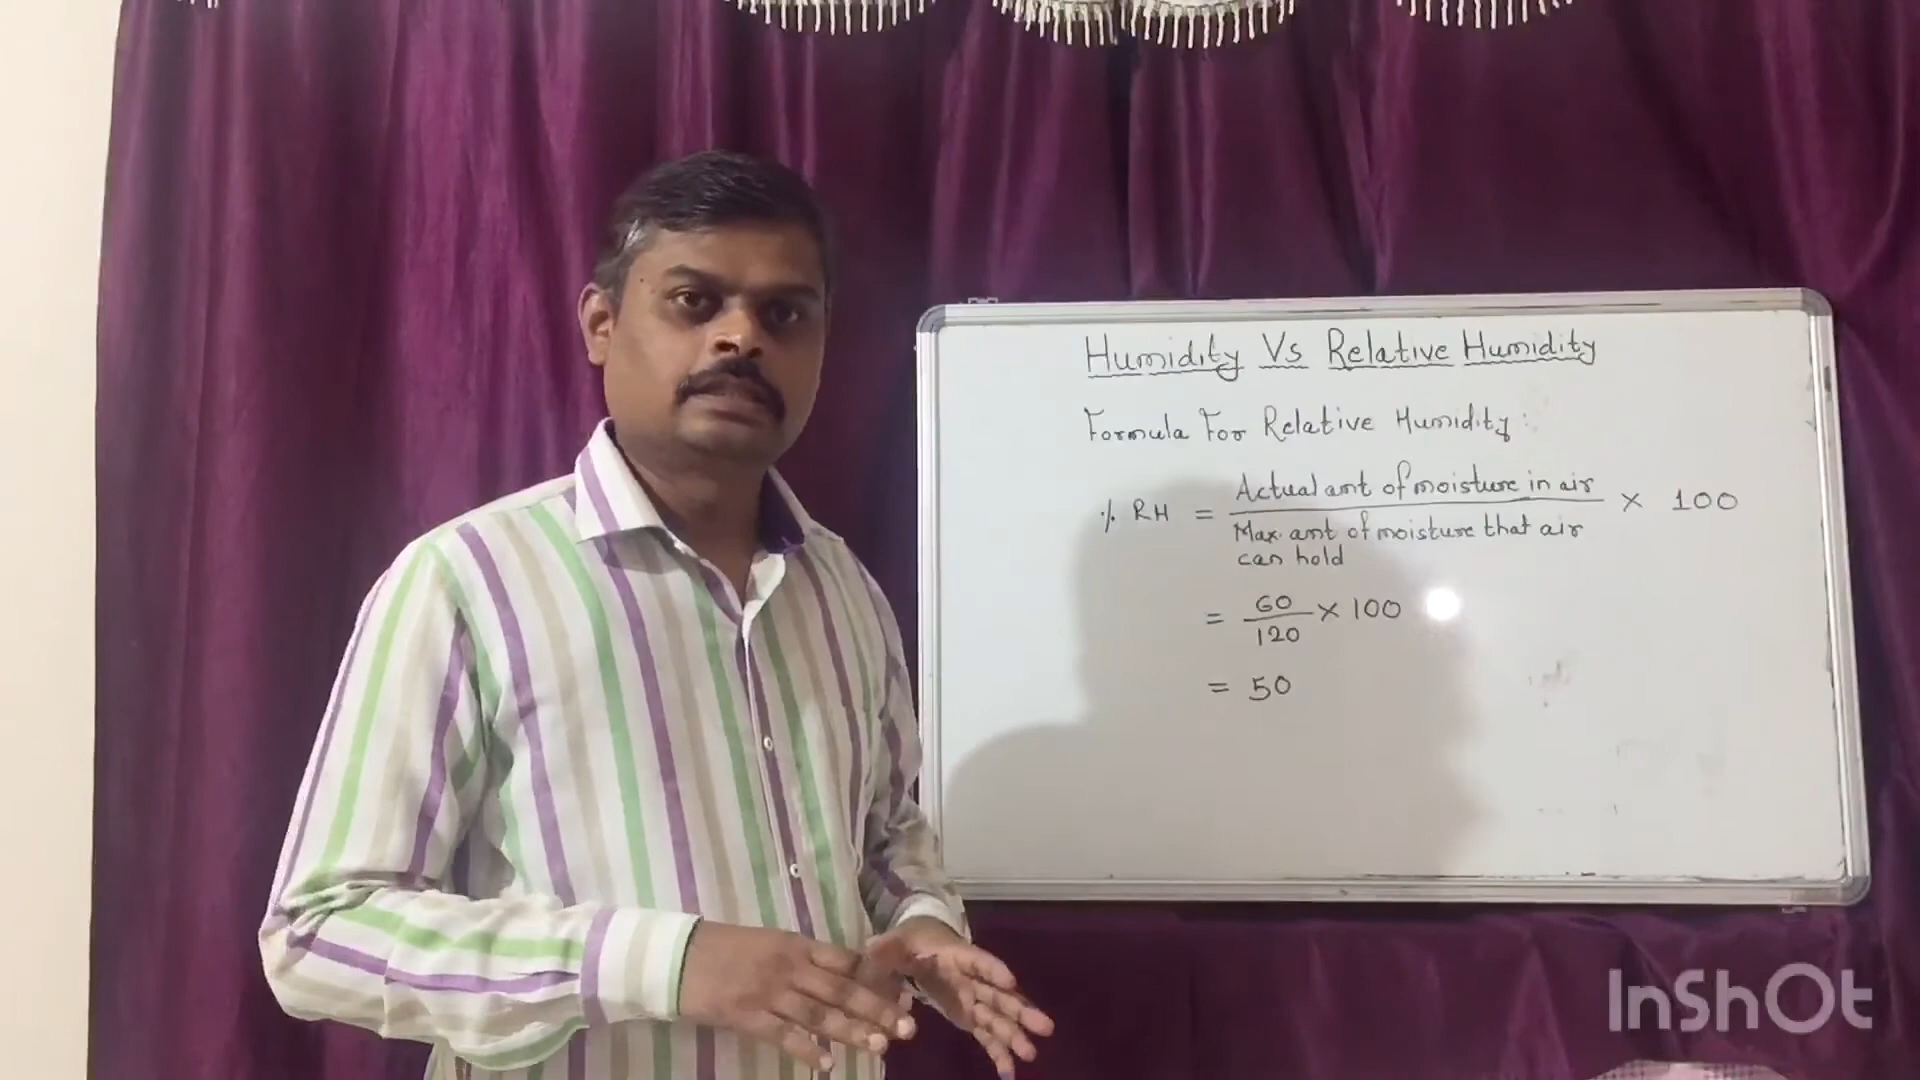 Humidity Vs Relative Humidity
Formula For Relative Humidity :
% RH = Actual amt of moisture in air / Max. amt of moisture that air can hold × 100
= 60/120 × 100
= 50
InShOt